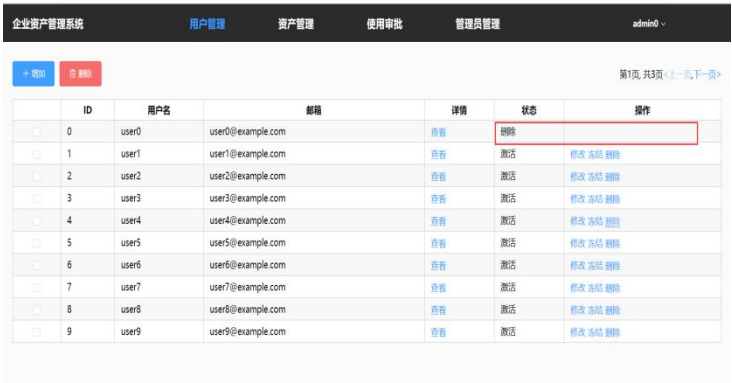 企业资产管理系统 用户管理 资产管理 使用审批 管理员管理 admin0
+ 增加 删除 第1页, 共3页<上一页,下一页>
ID 用户名 邮箱 详情 状态 操作
0 user0 user0@example.com 查看 删除
1 user1 user1@example.com 查看 激活 修改 冻结 删除
2 user2 user2@example.com 查看 激活 修改 冻结 删除
3 user3 user3@example.com 查看 激活 修改 冻结 删除
4 user4 user4@example.com 查看 激活 修改 冻结 删除
5 user5 user5@example.com 查看 激活 修改 冻结 删除
6 user6 user6@example.com 查看 激活 修改 冻结 删除
7 user7 user7@example.com 查看 激活 修改 冻结 删除
8 user8 user8@example.com 查看 激活 修改 冻结 删除
9 user9 user9@example.com 查看 激活 修改 冻结 删除